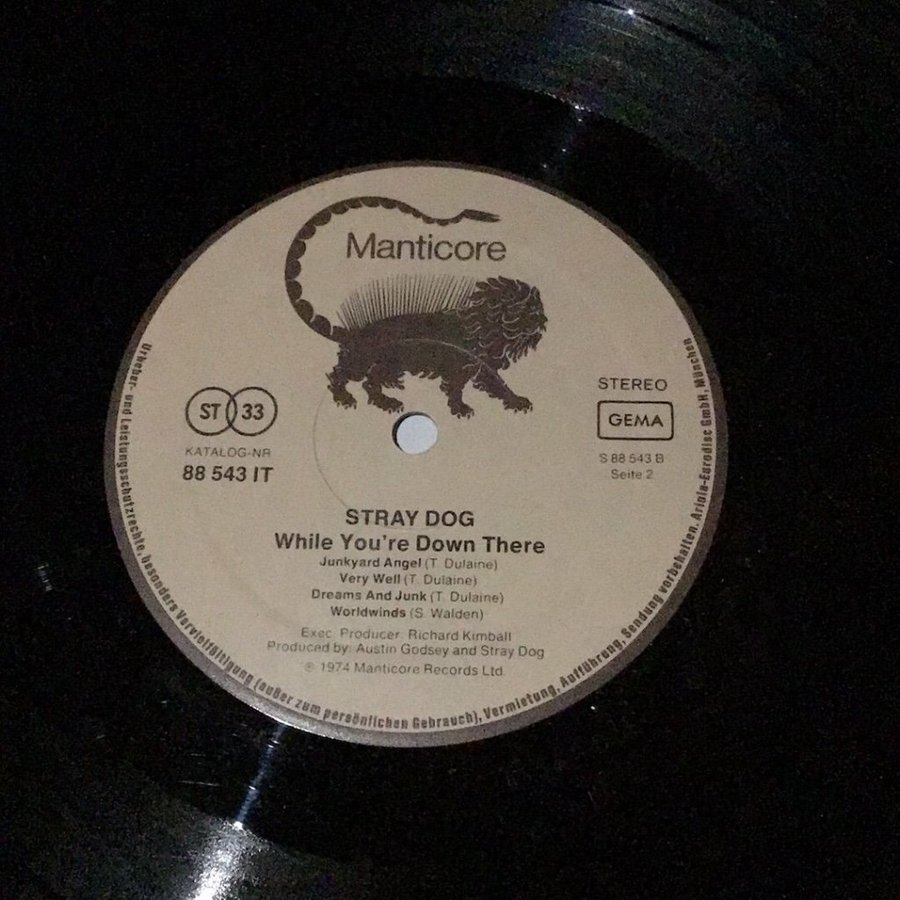 Manticore
ST 33
KATALOG-NR
88 543 IT
STEREO
GEMA
S 88 543 B
Seite 2
STRAY DOG
While You're Down There
Junkyard Angel (T. Dulaine)
Very Well (T. Dulaine)
Dreams And Junk (T. Dulaine)
Worldwinds (S. Walden)
Exec. Producer: Richard Kimball
Produced by: Austin Godsey and Stray Dog
℗ 1974 Manticore Records Ltd.
Urheber- und Leistungsschutzrechte, besonders Vervielfältigung (außer zum persönlichen Gebrauch), Vermietung, Aufführung, Sendung vorbehalten. Ariola-Eurodisc GmbH, München